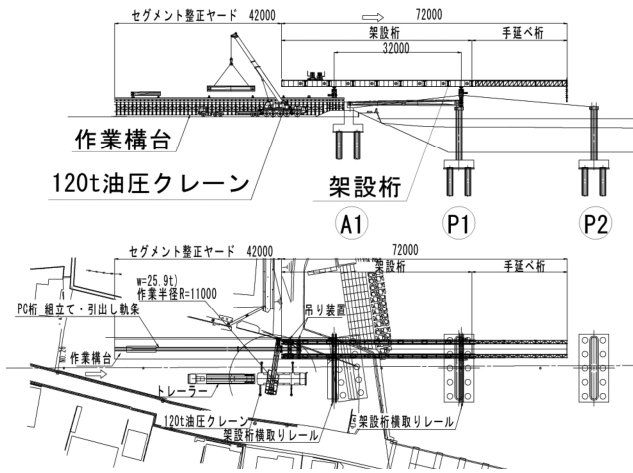 セグメント整正ヤード 42000 72000
架設桁 手延べ桁
32000
作業構台
120t油圧クレーン
架設桁
A1 P1 P2
セグメント整正ヤード 42000 72000
架設桁 手延べ桁
w=25.9t)
作業半径R=11000
吊り装置
PC桁 組立て・引出し軌条
作業構台
トレーラー
120t油圧クレーン
架設桁横取りレール
架設桁横取りレール